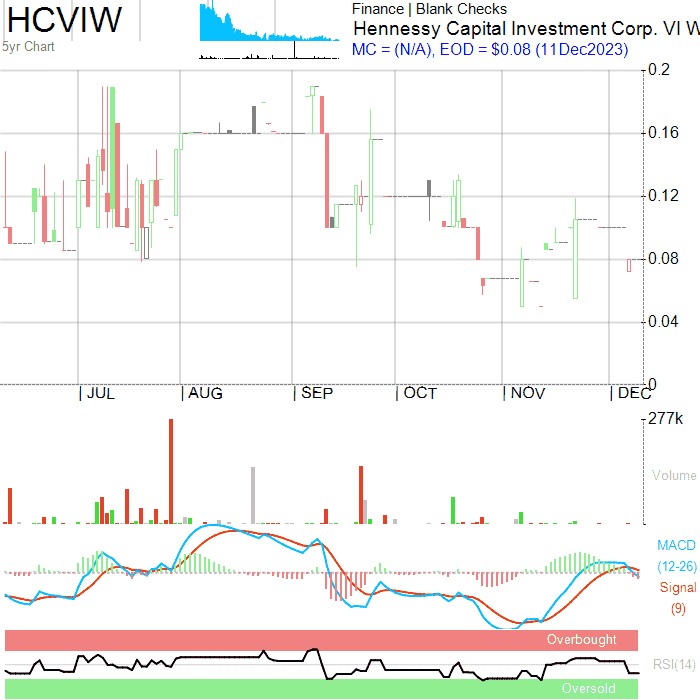 HCVIW
5yr Chart
Finance | Blank Checks
Hennessy Capital Investment Corp. VI W
MC = (N/A), EOD = $0.08 (11Dec2023)
0.2
0.16
0.12
0.08
0.04
0
JUL AUG SEP OCT NOV DEC
277k
Volume
MACD
(12-26)
Signal
(9)
Overbought
RSI(14)
Oversold